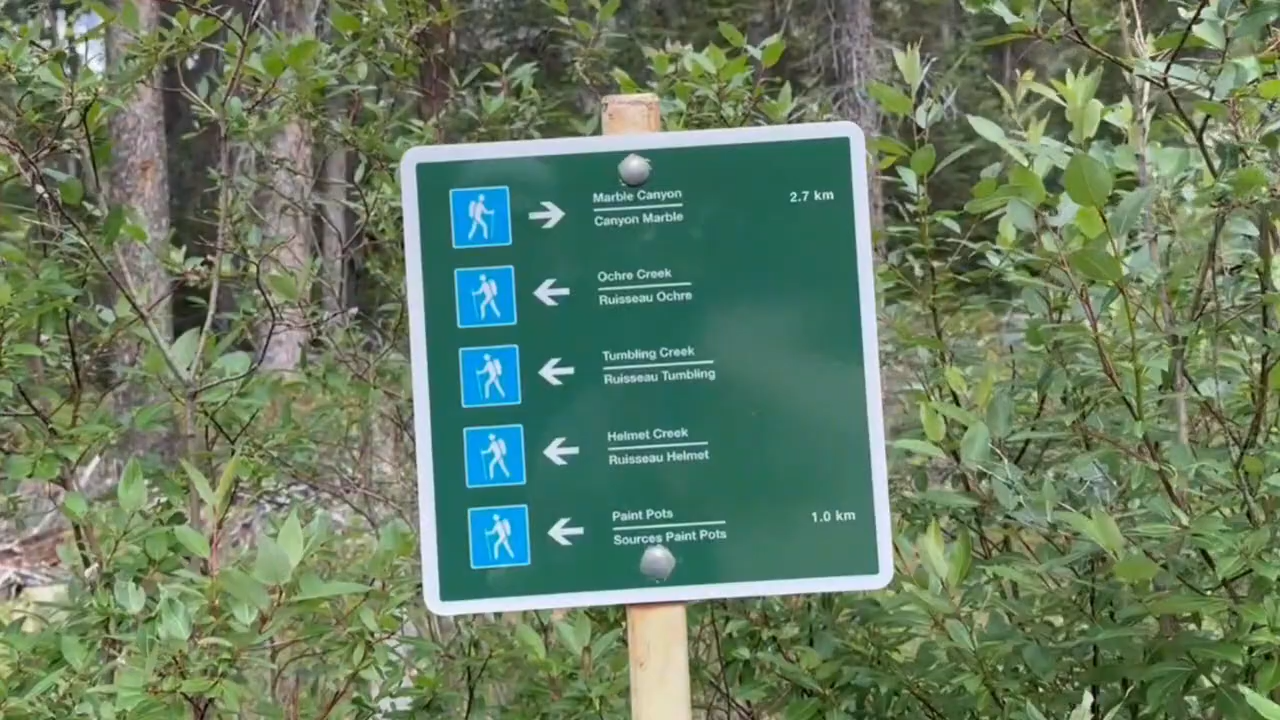 Marble Canyon 2.7 km
Canyon Marble
Ochre Creek
Ruisseau Ochre
Tumbling Creek
Ruisseau Tumbling
Helmet Creek
Ruisseau Helmet
Paint Pots 1.0 km
Sources Paint Pots